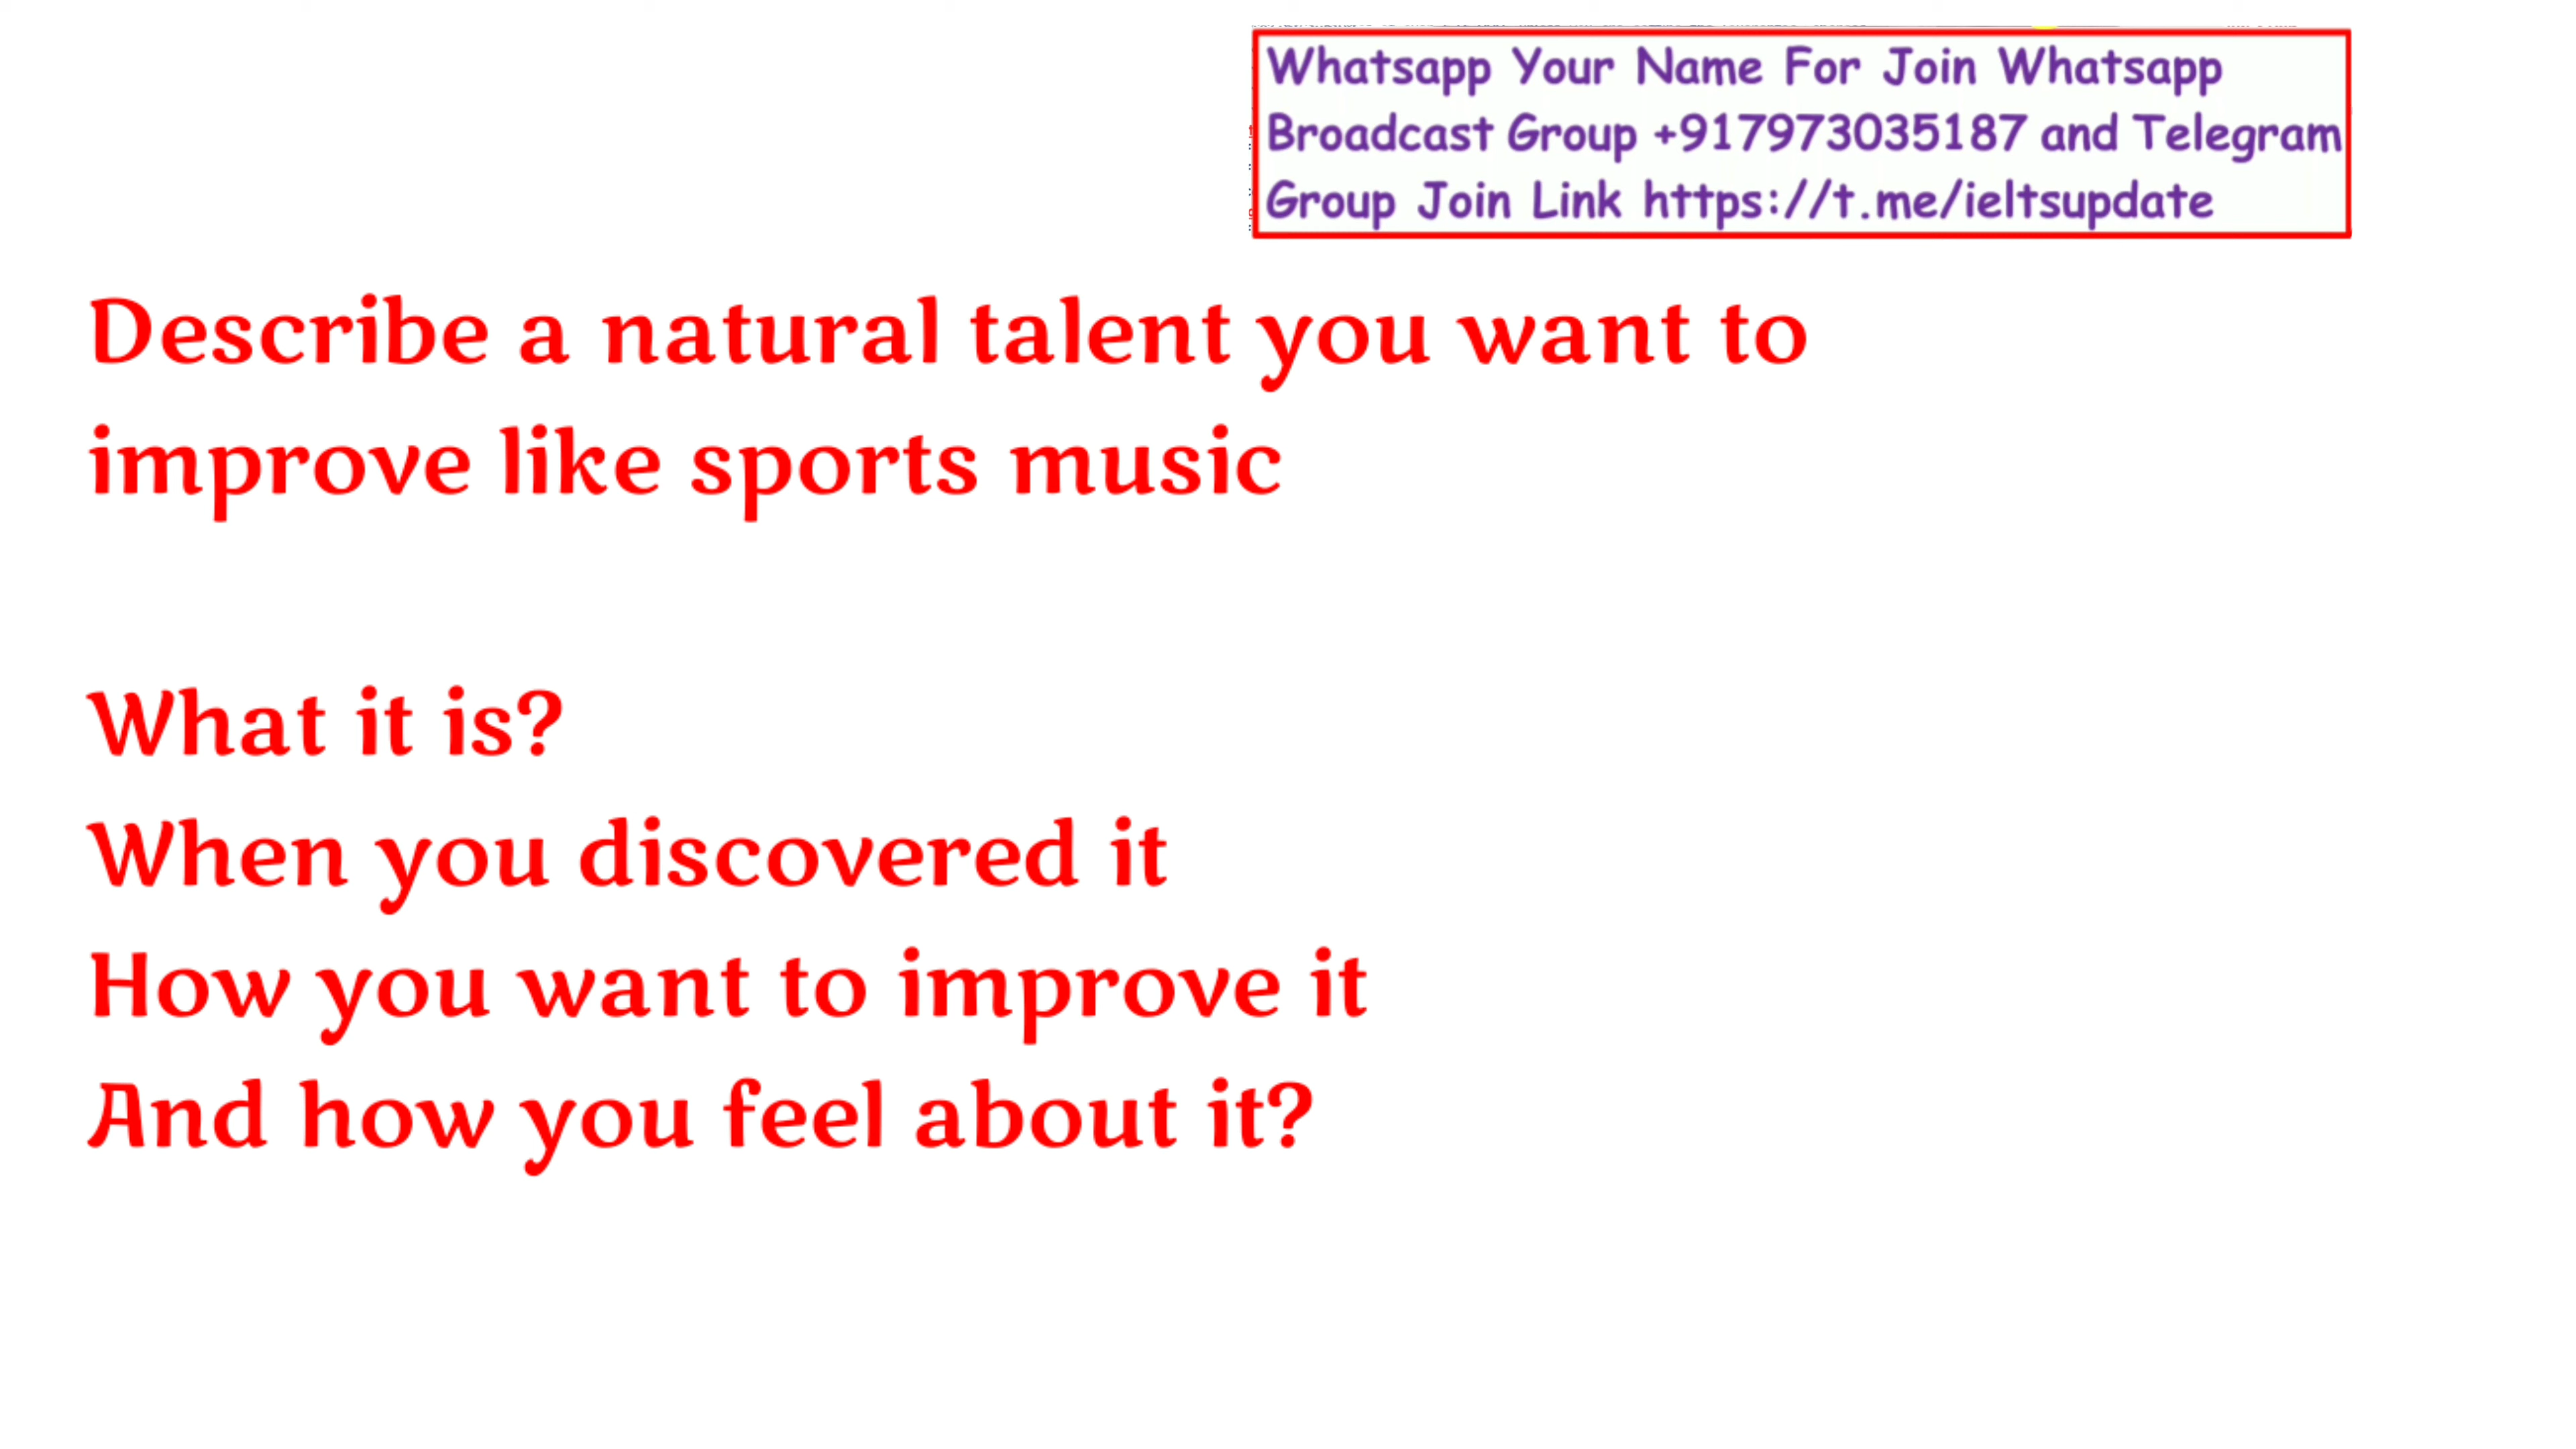 Whatsapp Your Name For Join Whatsapp
Broadcast Group +917973035187 and Telegram
Group Join Link https://t.me/ieltsupdate
Describe a natural talent you want to
improve like sports music
What it is?
When you discovered it
How you want to improve it
And how you feel about it?